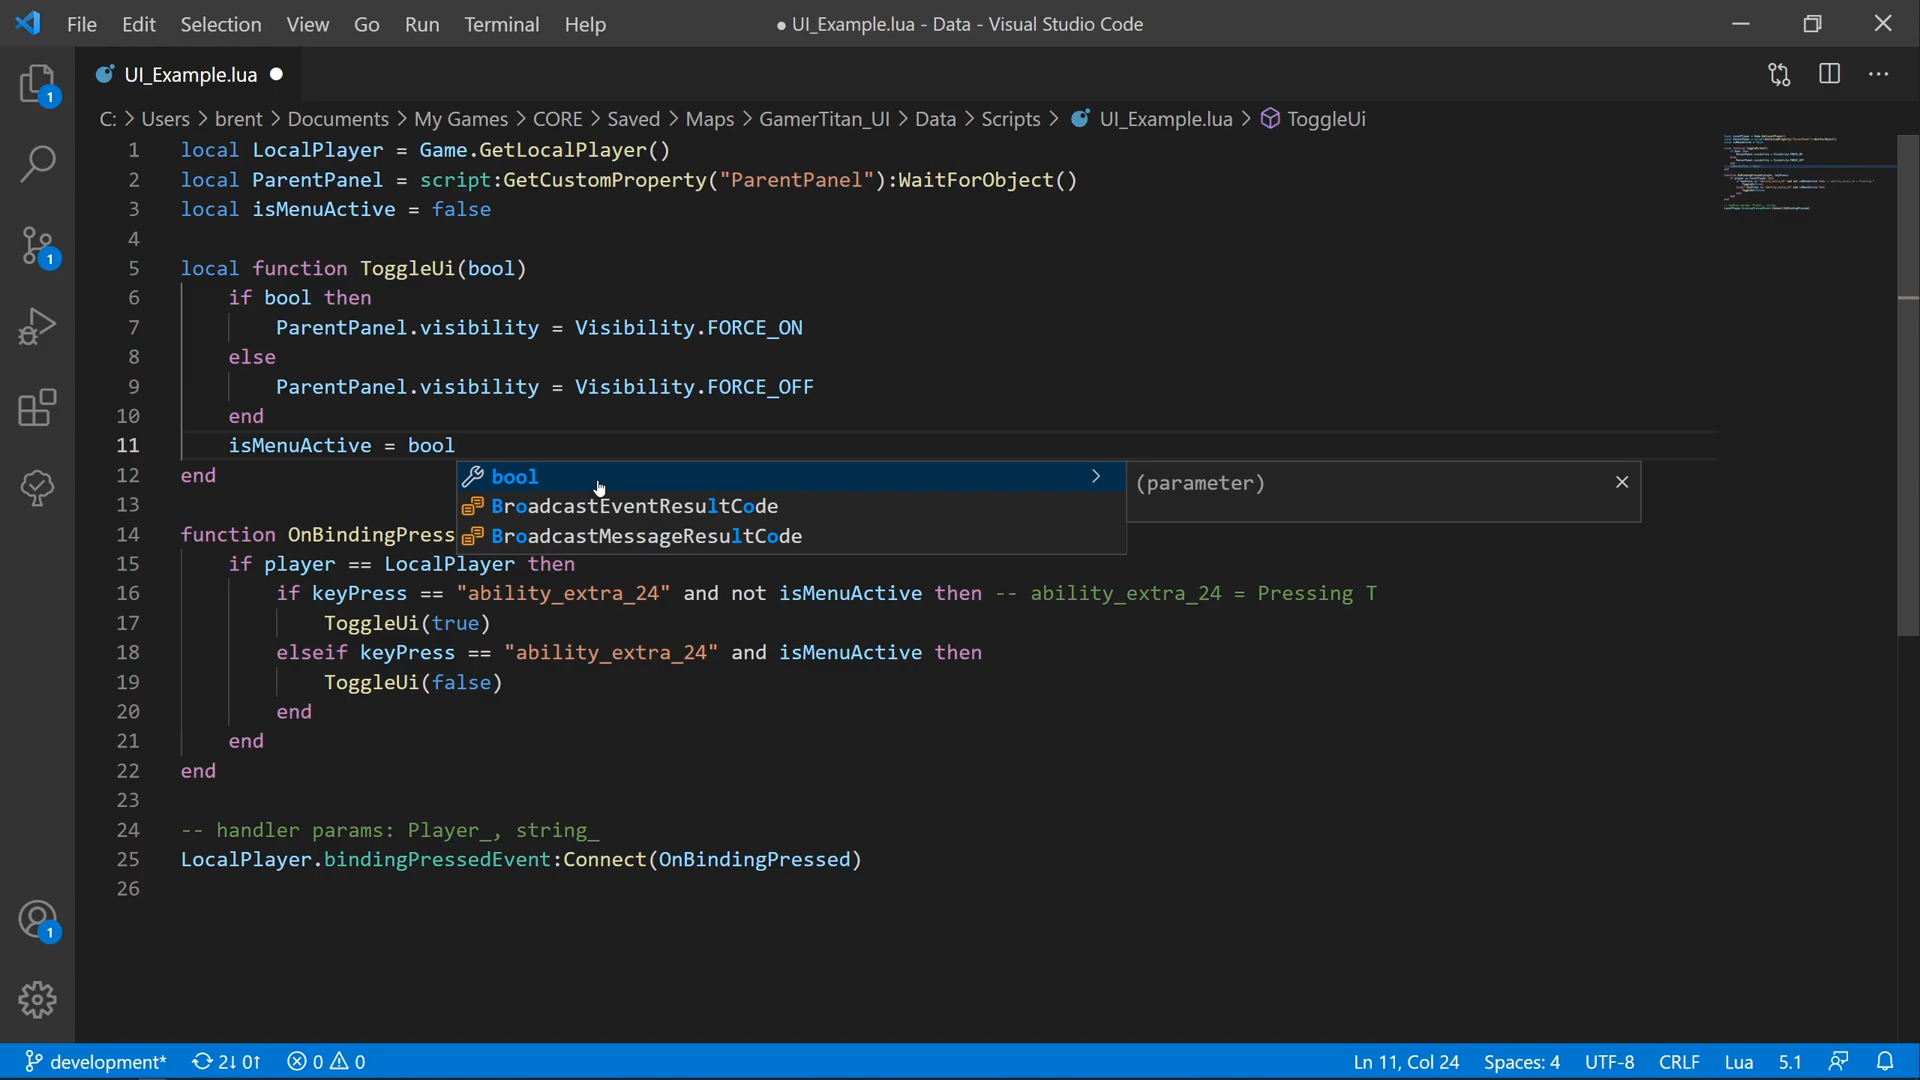 File Edit Selection View Go Run Terminal Help ● UI_Example.lua - Data - Visual Studio Code
UI_Example.lua
C: > Users > brent > Documents > My Games > CORE > Saved > Maps > GamerTitan_UI > Data > Scripts > UI_Example.lua > ToggleUi
1 local LocalPlayer = Game.GetLocalPlayer()
2 local ParentPanel = script:GetCustomProperty("ParentPanel"):WaitForObject()
3 local isMenuActive = false
4
5 local function ToggleUi(bool)
6 if bool then
7 ParentPanel.visibility = Visibility.FORCE_ON
8 else
9 ParentPanel.visibility = Visibility.FORCE_OFF
10 end
11 isMenuActive = bool
12 end
bool
(parameter)
13
BroadcastEventResultCode
14 function OnBindingPress
BroadcastMessageResultCode
15 if player == LocalPlayer then
16 if keyPress == "ability_extra_24" and not isMenuActive then -- ability_extra_24 = Pressing T
17 ToggleUi(true)
18 elseif keyPress == "ability_extra_24" and isMenuActive then
19 ToggleUi(false)
20 end
21 end
22 end
23
24 -- handler params: Player_, string_
25 LocalPlayer.bindingPressedEvent:Connect(OnBindingPressed)
26
1
1
1
development* 2↓ 0↑ 0 0 Ln 11, Col 24 Spaces: 4 UTF-8 CRLF Lua 5.1